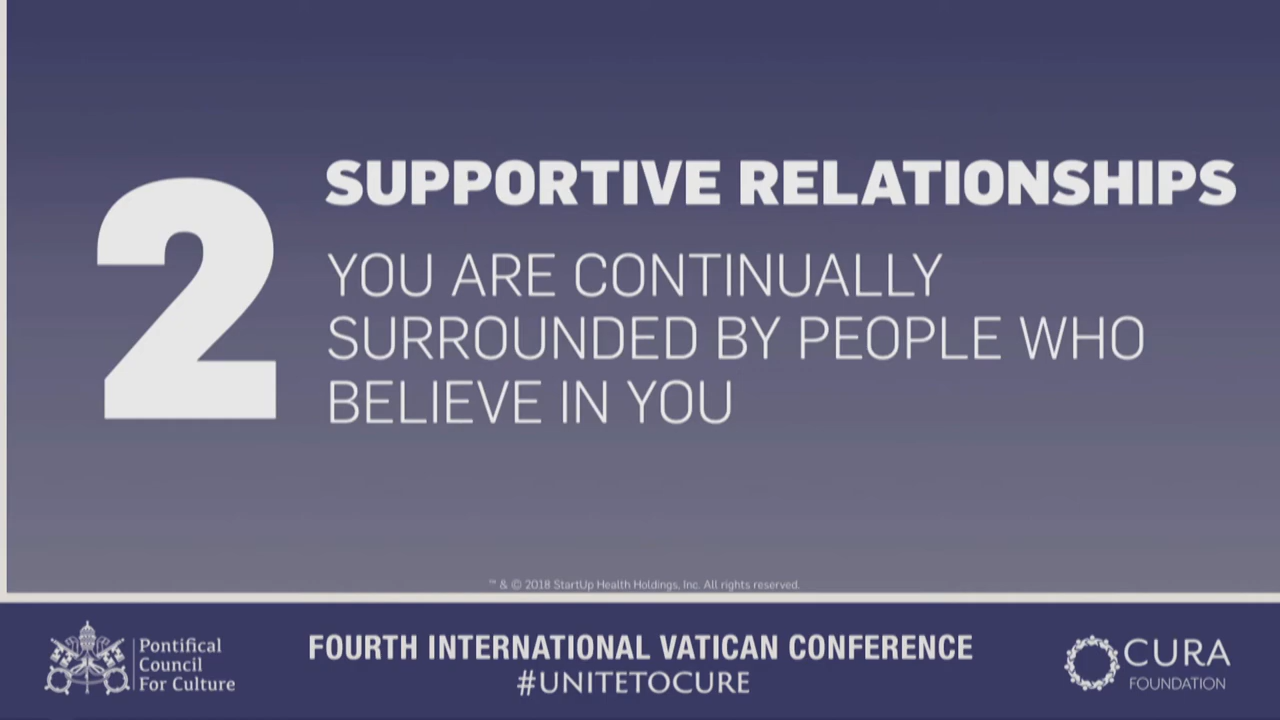 2
SUPPORTIVE RELATIONSHIPS
YOU ARE CONTINUALLY
SURROUNDED BY PEOPLE WHO
BELIEVE IN YOU
™ & © 2018 StartUp Health Holdings, Inc. All rights reserved.
Pontifical
Council
For Culture
FOURTH INTERNATIONAL VATICAN CONFERENCE
#UNITETOCURE
CURA
FOUNDATION